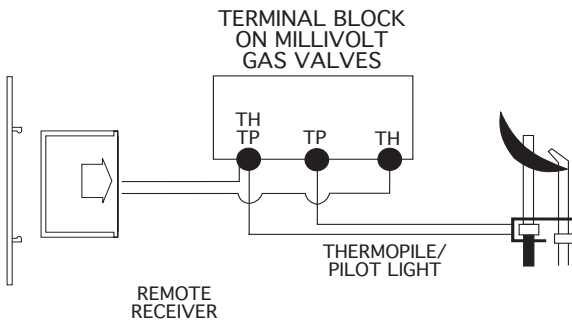 TERMINAL BLOCK
ON MILLIVOLT
GAS VALVES
TH
TP
TP
TH
THERMOPILE/
PILOT LIGHT
REMOTE
RECEIVER